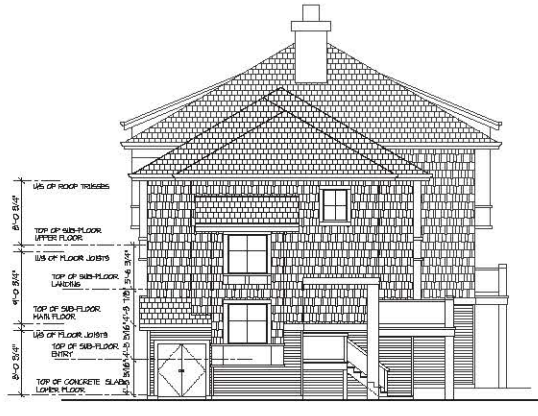 U/S OF ROOF TRUSSES
8'-0 3/4"
TOP OF SUB-FLOOR
UPPER FLOOR
U/S OF FLOOR JOISTS
TOP OF SUB-FLOOR
LANDING
9'-0 3/4"
TOP OF SUB-FLOOR
MAIN FLOOR
U/S OF FLOOR JOISTS
TOP OF SUB-FLOOR
ENTRY
8'-0 3/4"
TOP OF CONCRETE SLAB
LOWER FLOOR